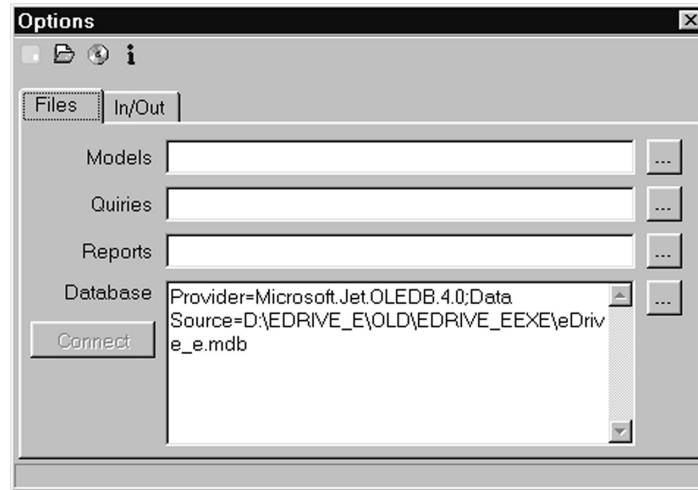 Options
Files In/Out
Models ...
Quiries ...
Reports ...
Database ...
Provider=Microsoft.Jet.OLEDB.4.0;Data
Source=D:\EDRIVE_E\OLD\EDRIVE_EEXE\eDriv
e_e.mdb
Connect